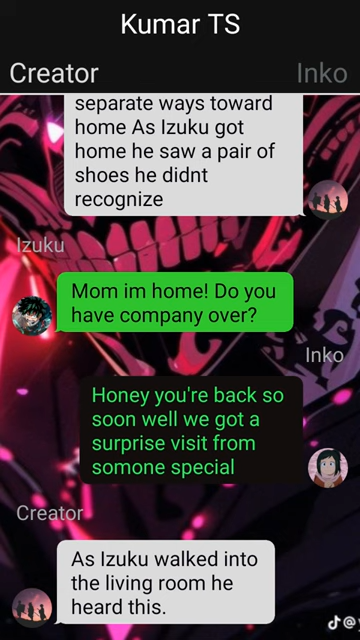 Kumar TS
Creator
Inko
separate ways toward
home As Izuku got
home he saw a pair of
shoes he didnt
recognize
Izuku
Mom im home! Do you
have company over?
Inko
Honey you're back so
soon well we got a
surprise visit from
somone special
Creator
As Izuku walked into
the living room he
heard this.
@